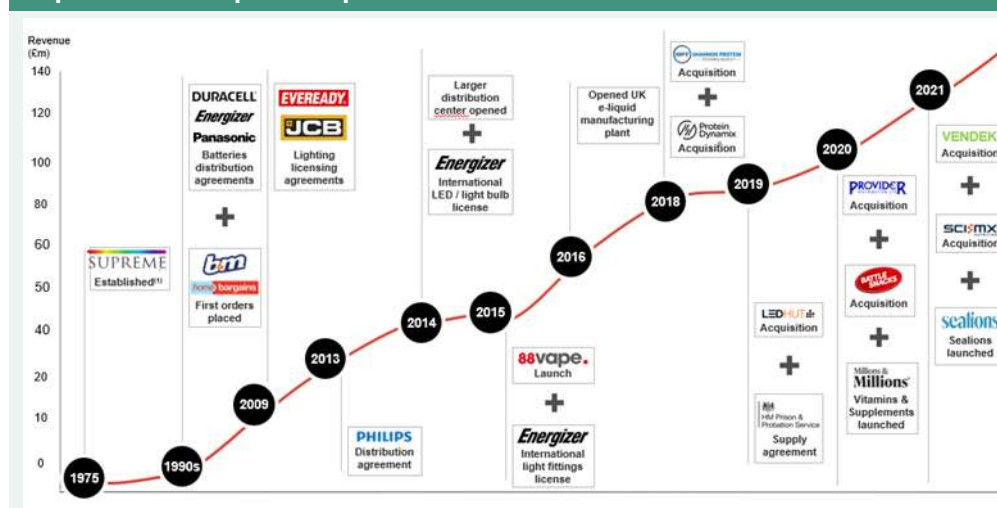 Revenue
(£m)
140
120
100
80
60
50
40
20
10
0
SUPREME
Established(1)
DURACELL
Energizer
Panasonic
Batteries
distribution
agreements
b&m
home bargains
First orders
placed
EVEREADY
JCB
Lighting
licensing
agreements
PHILIPS
Distribution
agreement
Larger
distribution
center opened
Energizer
International
LED / light bulb
license
88vape.
Launch
Energizer
International
light fittings
license
Opened UK
e-liquid
manufacturing
plant
Acquisition
Protein
Dynamix
Acquisition
LEDHUT
Acquisition
HM Prison &
Probation Service
Supply
agreement
PROVIDER
Acquisition
BATTLE
SNACKS
Acquisition
Millions &
Millions
Vitamins &
Supplements
launched
VENDEK
Acquisition
SCI-MX
Acquisition
sealions
Sealions
launched
1975
1990s
2009
2013
2014
2015
2016
2018
2019
2020
2021